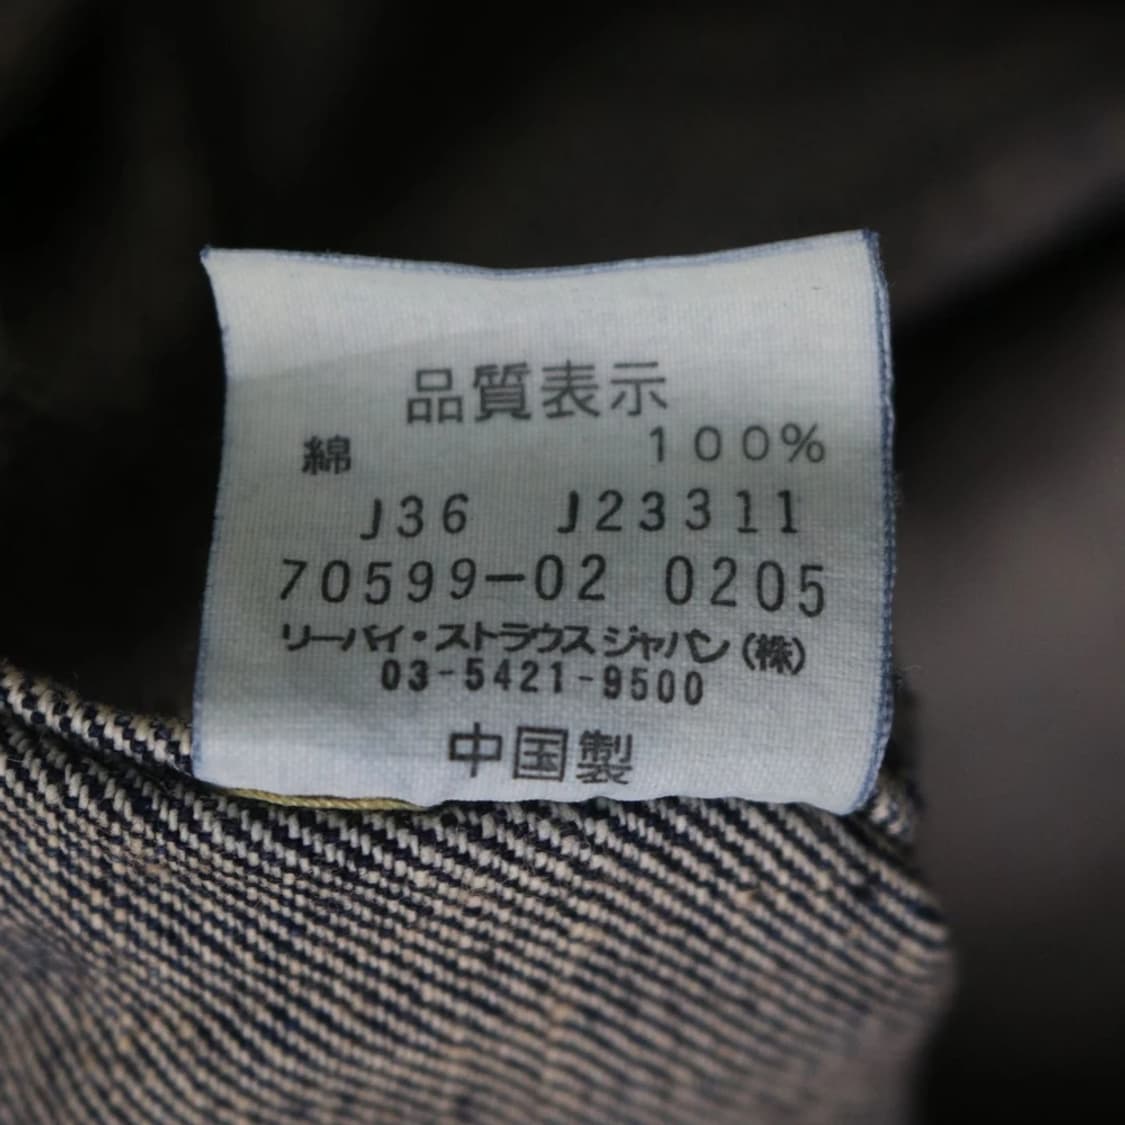 品質表示
綿 100%
J36 J23311
70599-02 0205
リーバイ・ストラウス ジャパン(株)
03-5421-9500
中国製